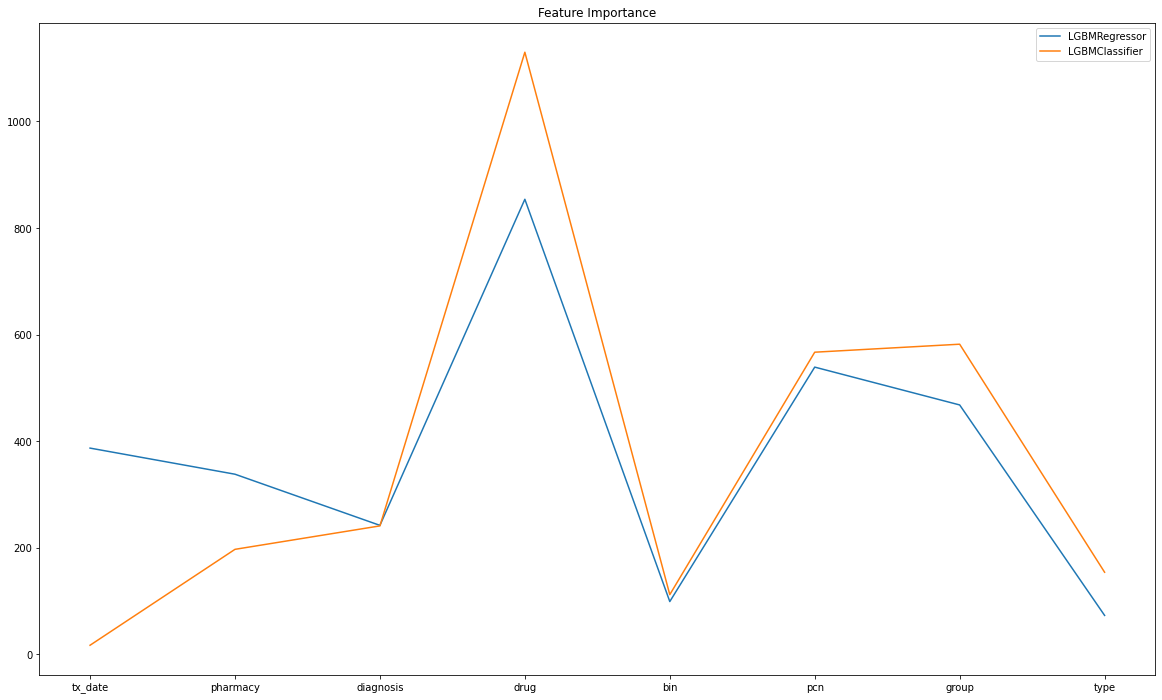 Feature Importance
LGBMRegressor
LGBMClassifier
1000
800
600
400
200
0
tx_date pharmacy diagnosis drug bin pcn group type